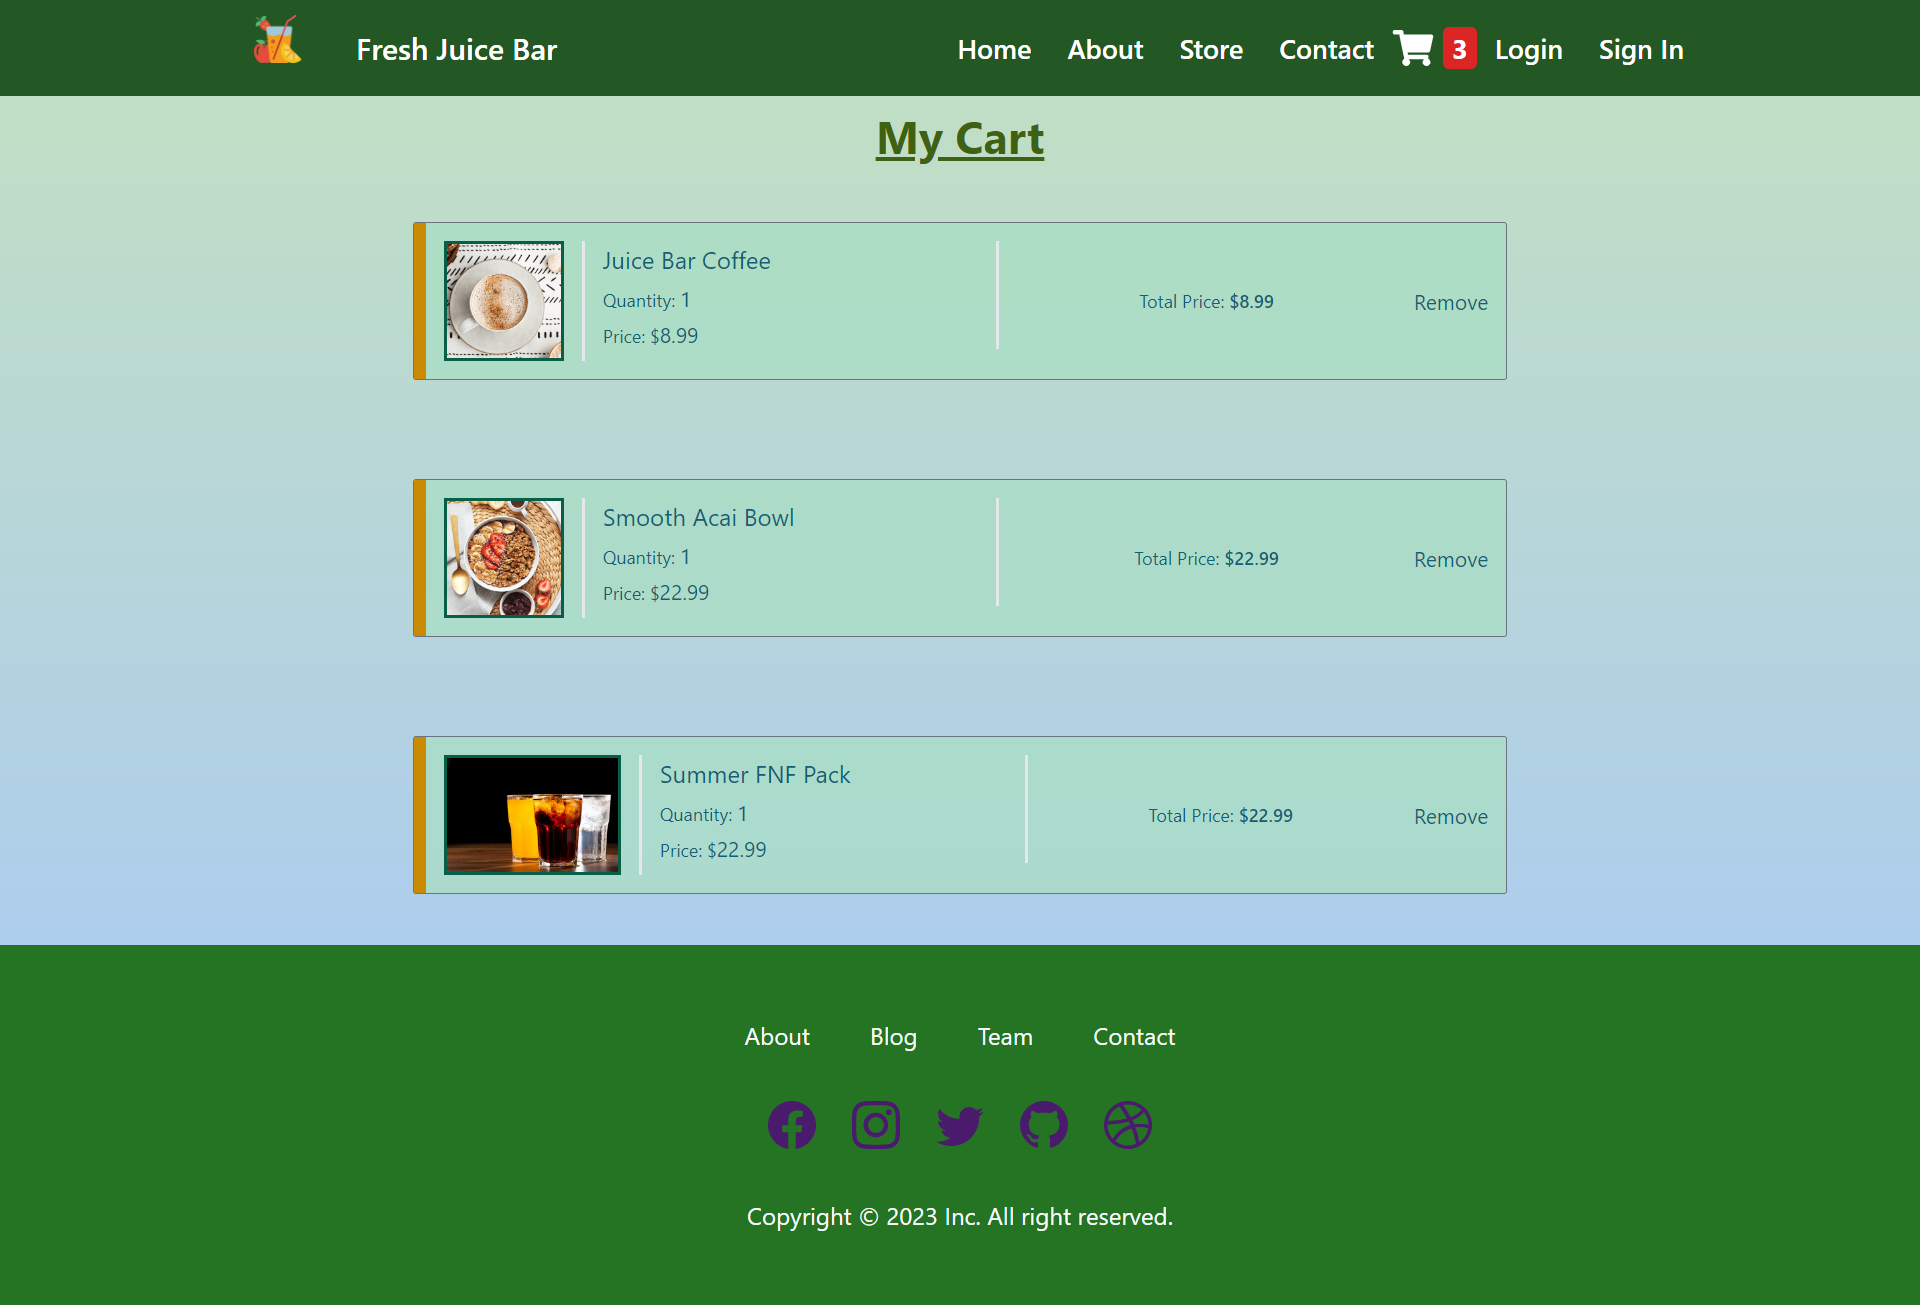 Fresh Juice Bar
Home About Store Contact 3 Login Sign In
My Cart
Juice Bar Coffee
Quantity: 1
Price: $8.99
Total Price: $8.99
Remove
Smooth Acai Bowl
Quantity: 1
Price: $22.99
Total Price: $22.99
Remove
Summer FNF Pack
Quantity: 1
Price: $22.99
Total Price: $22.99
Remove
About Blog Team Contact
Copyright © 2023 Inc. All right reserved.